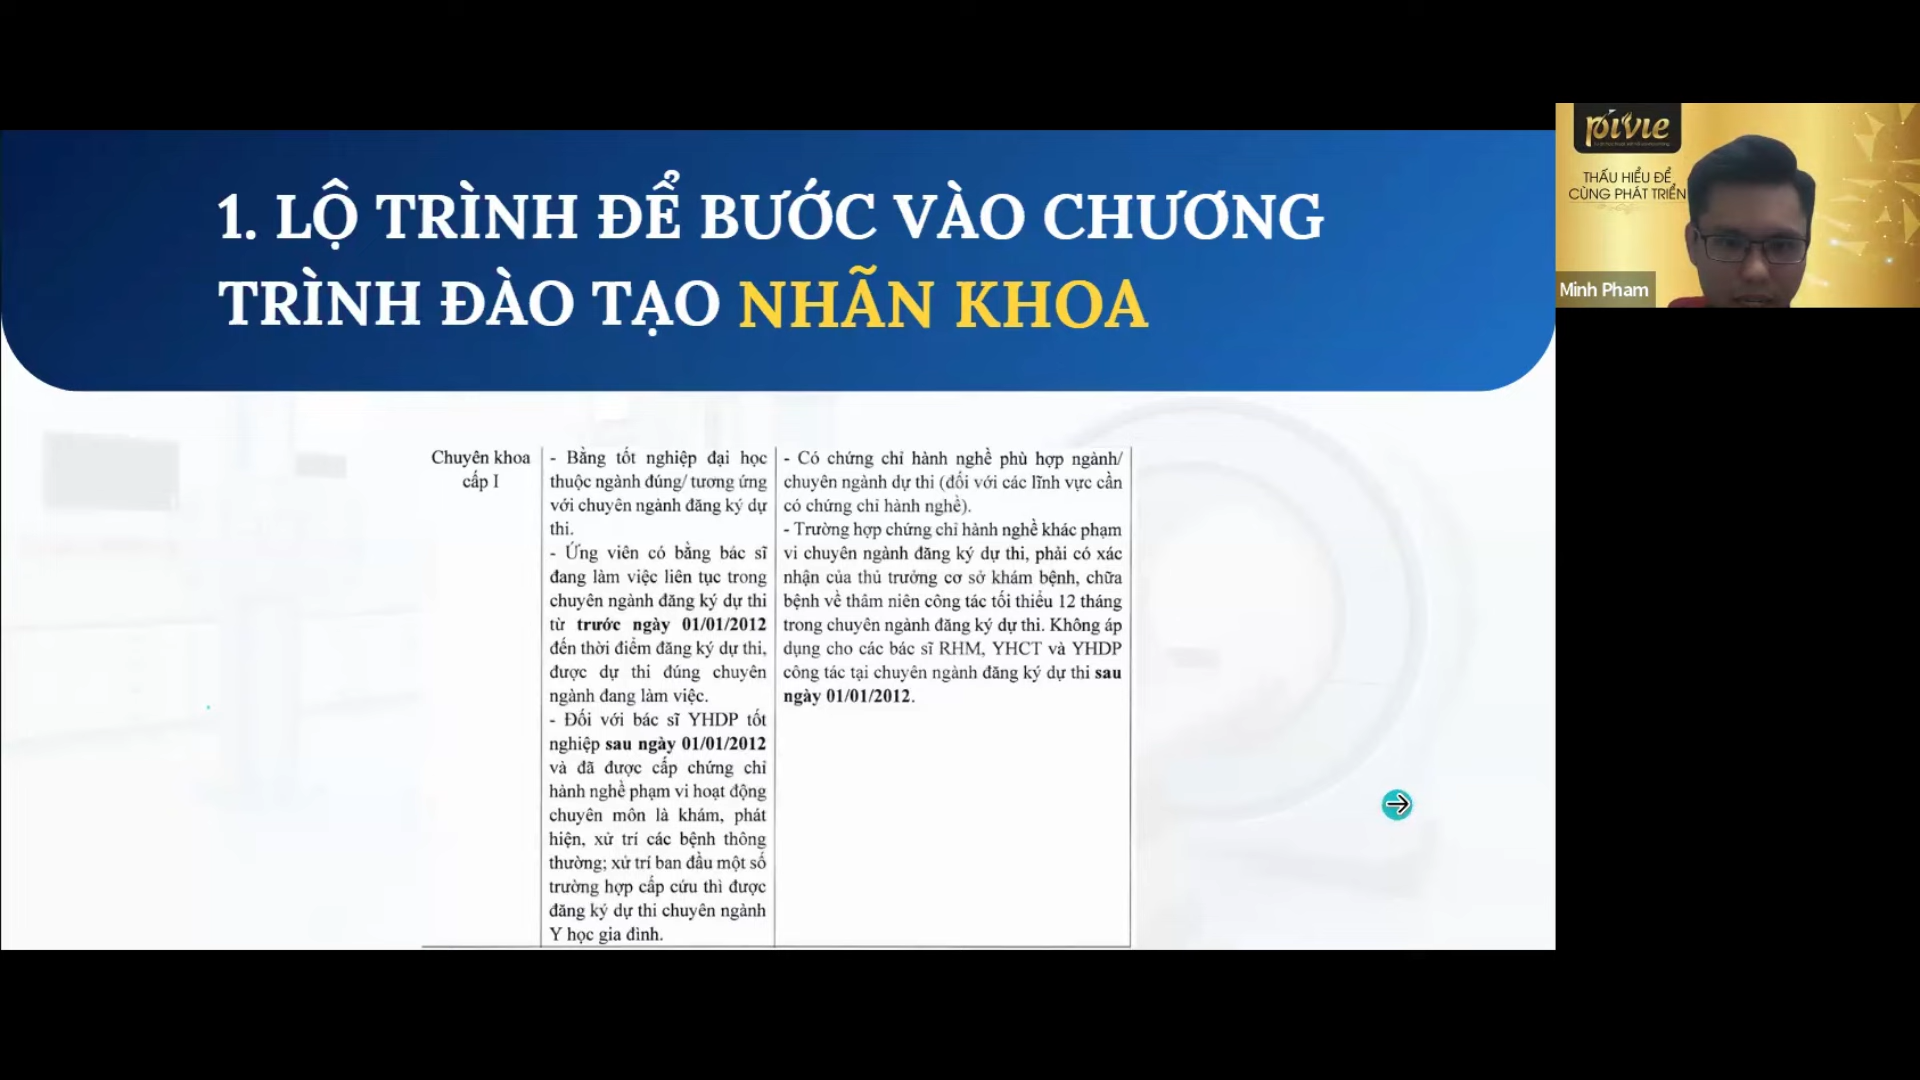 1. LỘ TRÌNH ĐỂ BƯỚC VÀO CHƯƠNG
TRÌNH ĐÀO TẠO NHÃN KHOA
Chuyên khoa
cấp I
- Bằng tốt nghiệp đại học
thuộc ngành đúng/ tương ứng
với chuyên ngành đăng ký dự
thi.
- Ứng viên có bằng bác sĩ
đang làm việc liên tục trong
chuyên ngành đăng ký dự thi
từ trước ngày 01/01/2012
đến thời điểm đăng ký dự thi,
được dự thi đúng chuyên
ngành đang làm việc.
- Đối với bác sĩ YHDP tốt
nghiệp sau ngày 01/01/2012
và đã được cấp chứng chỉ
hành nghề phạm vi hoạt động
chuyên môn là khám, phát
hiện, xử trí các bệnh thông
thường; xử trí ban đầu một số
trường hợp cấp cứu thì được
đăng ký dự thi chuyên ngành
Y học gia đình.
- Có chứng chỉ hành nghề phù hợp ngành/
chuyên ngành dự thi (đối với các lĩnh vực cần
có chứng chỉ hành nghề).
- Trường hợp chứng chỉ hành nghề khác phạm
vi chuyên ngành đăng ký dự thi, phải có xác
nhận của thủ trưởng cơ sở khám bệnh, chữa
bệnh về thâm niên công tác tối thiểu 12 tháng
trong chuyên ngành đăng ký dự thi. Không áp
dụng cho các bác sĩ RHM, YHCT và YHDP
công tác tại chuyên ngành đăng ký dự thi sau
ngày 01/01/2012.
pivie
THẤU HIỂU ĐỂ
CÙNG PHÁT TRIỂN
Minh Pham